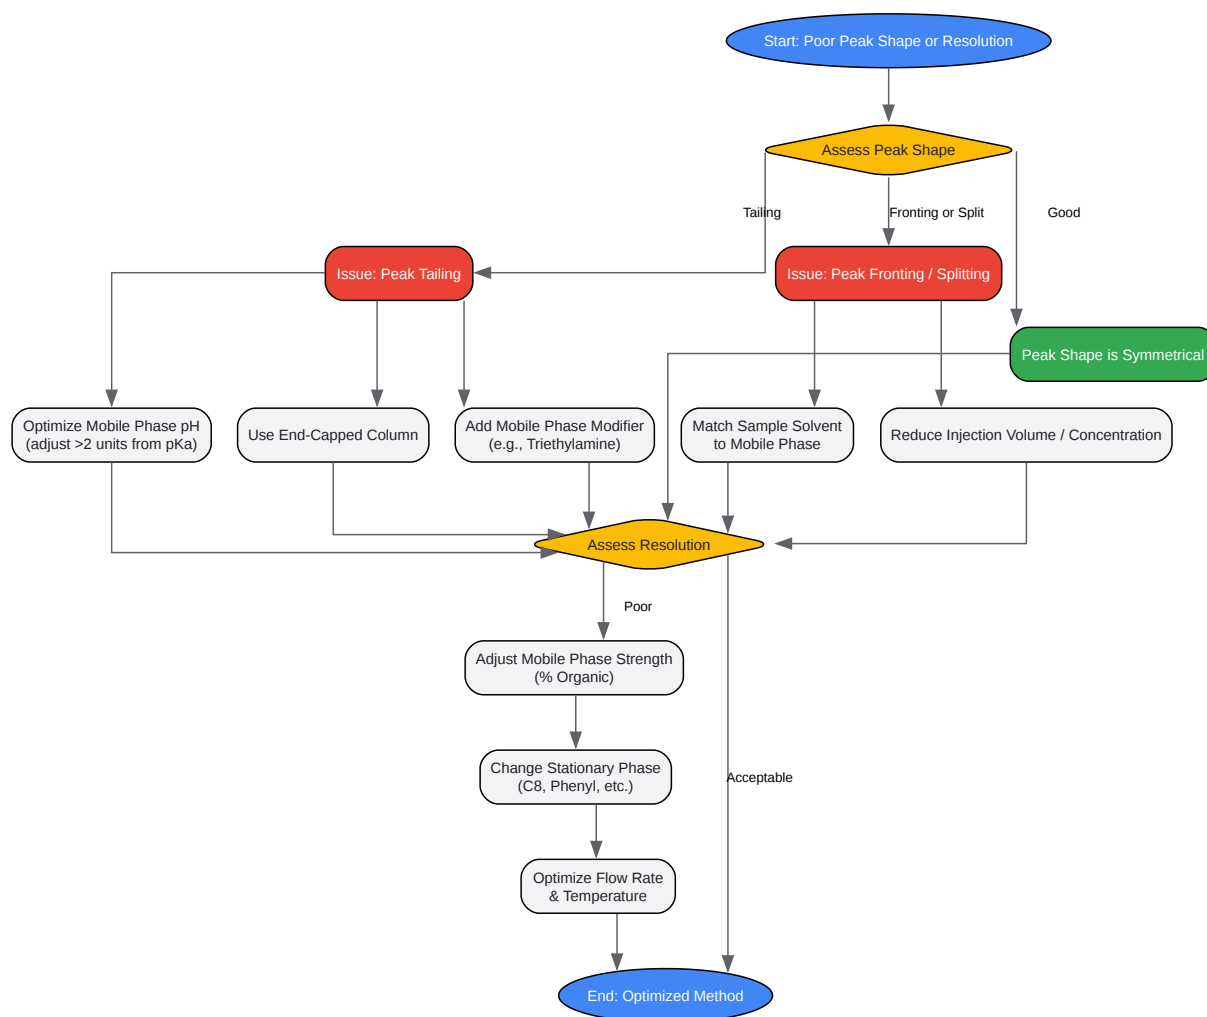 Start: Poor Peak Shape or Resolution
Assess Peak Shape
Tailing
Fronting or Split
Good
Issue: Peak Tailing
Issue: Peak Fronting / Splitting
Peak Shape is Symmetrical
Optimize Mobile Phase pH
(adjust >2 units from pKa)
Use End-Capped Column
Add Mobile Phase Modifier
(e.g., Triethylamine)
Match Sample Solvent
to Mobile Phase
Reduce Injection Volume / Concentration
Assess Resolution
Poor
Adjust Mobile Phase Strength
(% Organic)
Change Stationary Phase
(C8, Phenyl, etc.)
Acceptable
Optimize Flow Rate
& Temperature
End: Optimized Method